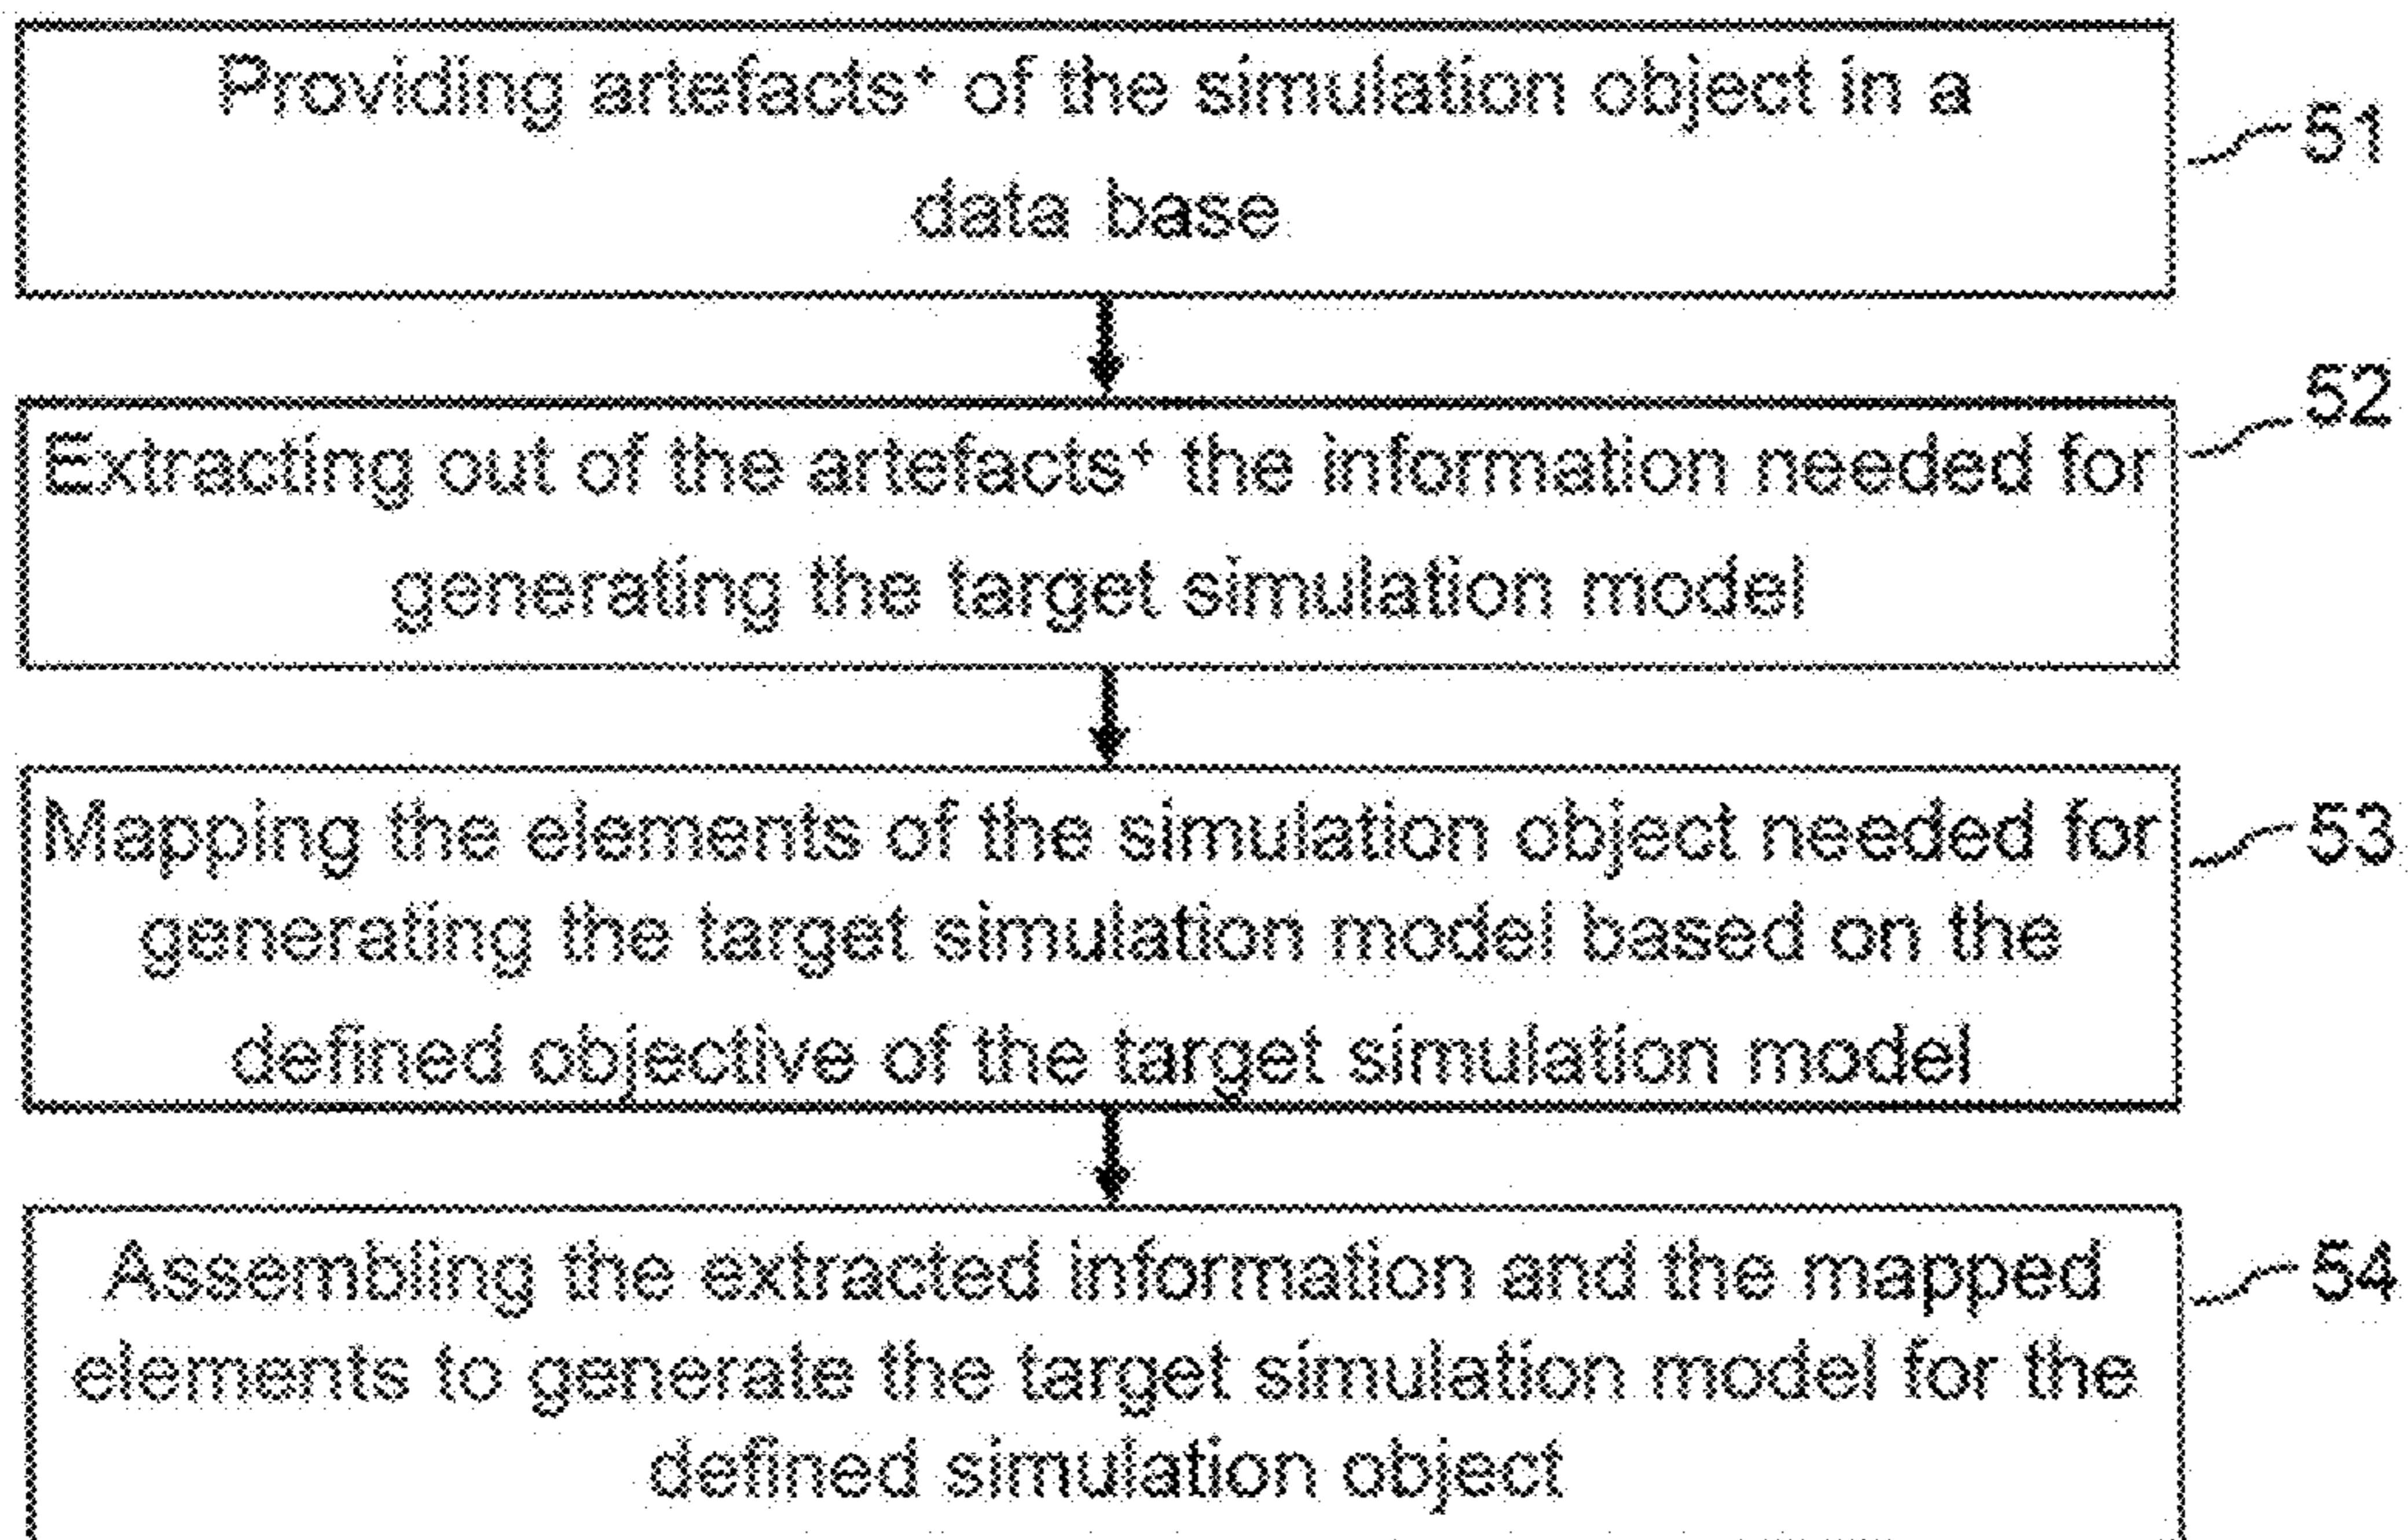 Providing artefacts+ of the simulation object in a
data base
51
Extracting out of the artefacts+ the information needed for
generating the target simulation model
52
Mapping the elements of the simulation object needed for
generating the target simulation model based on the
defined objective of the target simulation model
53
Assembling the extracted information and the mapped
elements to generate the target simulation model for the
defined simulation object
54